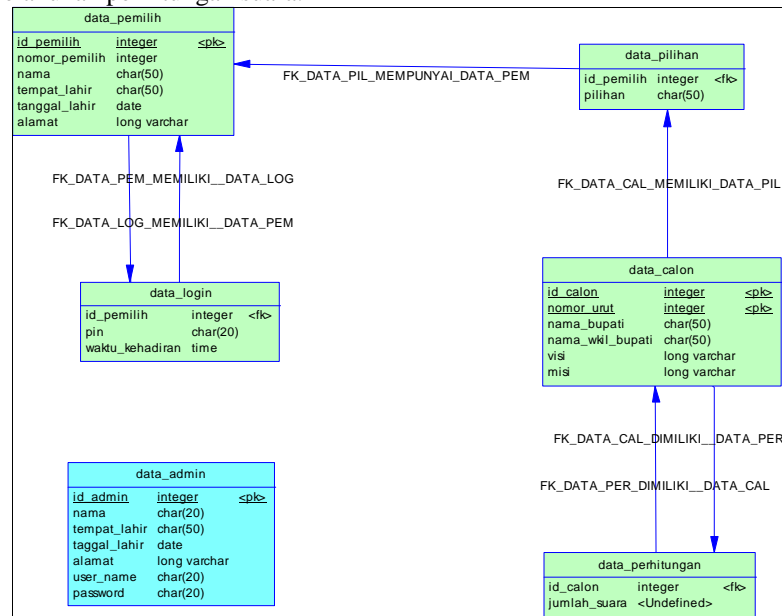 data_pemilih
id_pemilih integer <pk>
nomor_pemilih integer
nama char(50)
tempat_lahir char(50)
tanggal_lahir date
alamat long varchar
data_pilihan
id_pemilih integer <fk>
pilihan char(50)
FK_DATA_PIL_MEMPUNYAI_DATA_PEM
FK_DATA_PEM_MEMILIKI__DATA_LOG
FK_DATA_CAL_MEMILIKI_DATA_PIL
FK_DATA_LOG_MEMILIKI__DATA_PEM
data_login
id_pemilih integer <fk>
pin char(20)
waktu_kehadiran time
data_calon
id_calon integer <pk>
nomor_urut integer <pk>
nama_bupati char(50)
nama_wkil_bupati char(50)
visi long varchar
misi long varchar
FK_DATA_CAL_DIMILIKI__DATA_PER
FK_DATA_PER_DIMILIKI__DATA_CAL
data_admin
id_admin integer <pk>
nama char(20)
tempat_lahir char(50)
taggal_lahir date
alamat long varchar
user_name char(20)
password char(20)
data_perhitungan
id_calon integer <fk>
jumlah_suara <Undefined>